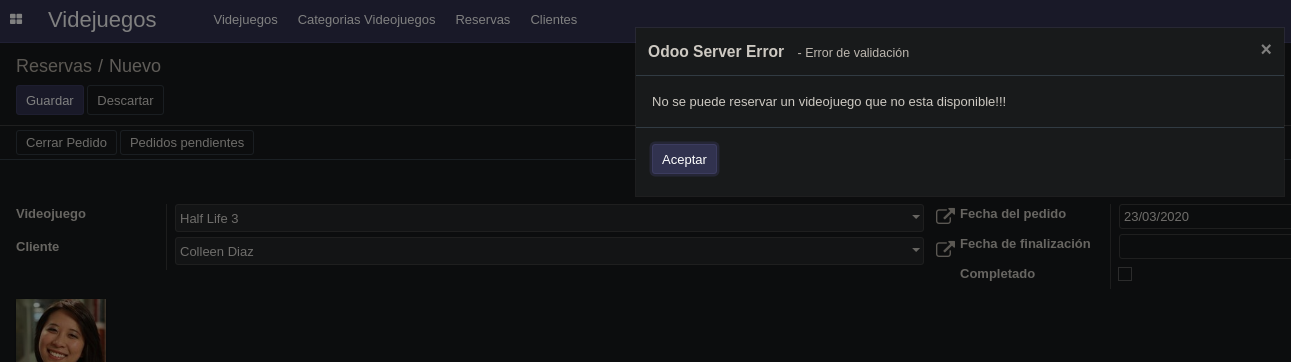 Videjuegos
Videjuegos Categorias Videojuegos Reservas Clientes
Odoo Server Error - Error de validación ×
Reservas / Nuevo
Guardar Descartar
No se puede reservar un videojuego que no esta disponible!!!
Cerrar Pedido Pedidos pendientes
Aceptar
Videojuego Half Life 3 Fecha del pedido 23/03/2020
Cliente Colleen Diaz Fecha de finalización
Completado